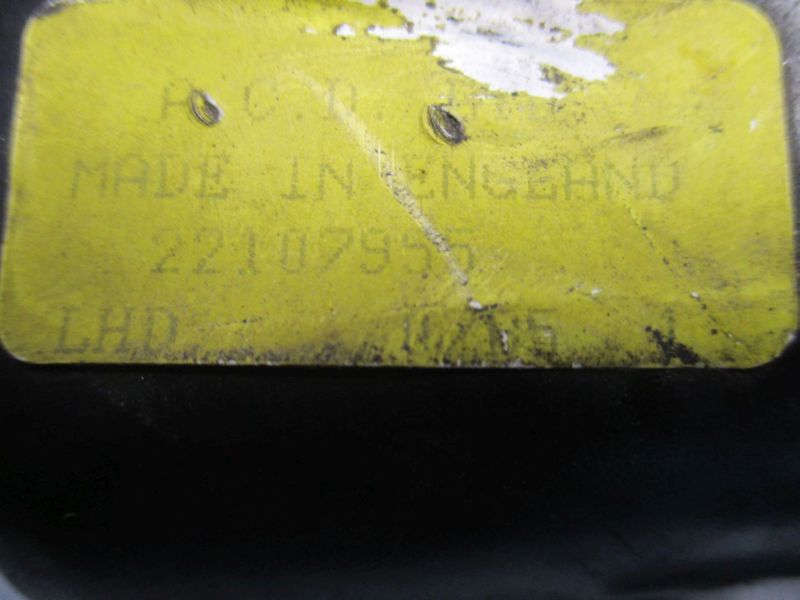 A.C.D.
MADE IN ENGLAND
22107955
LHD.